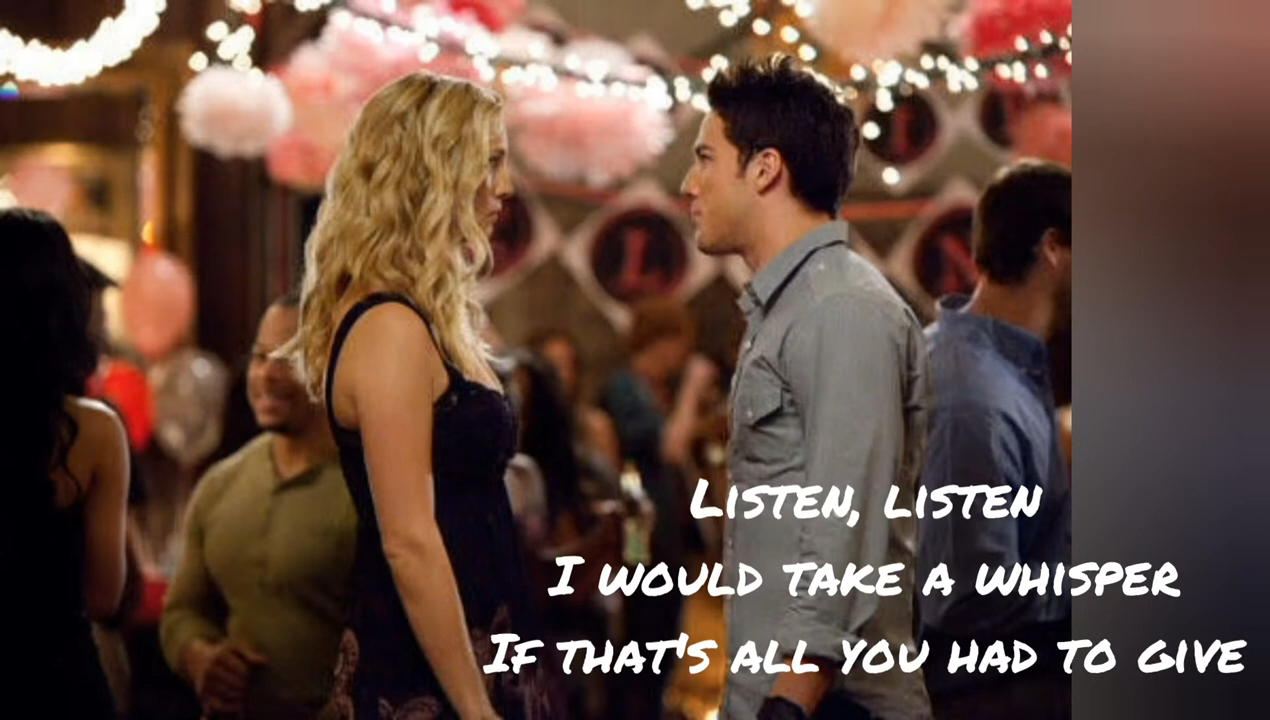 Listen, listen
I would take a whisper
If that's all you had to give
L
N